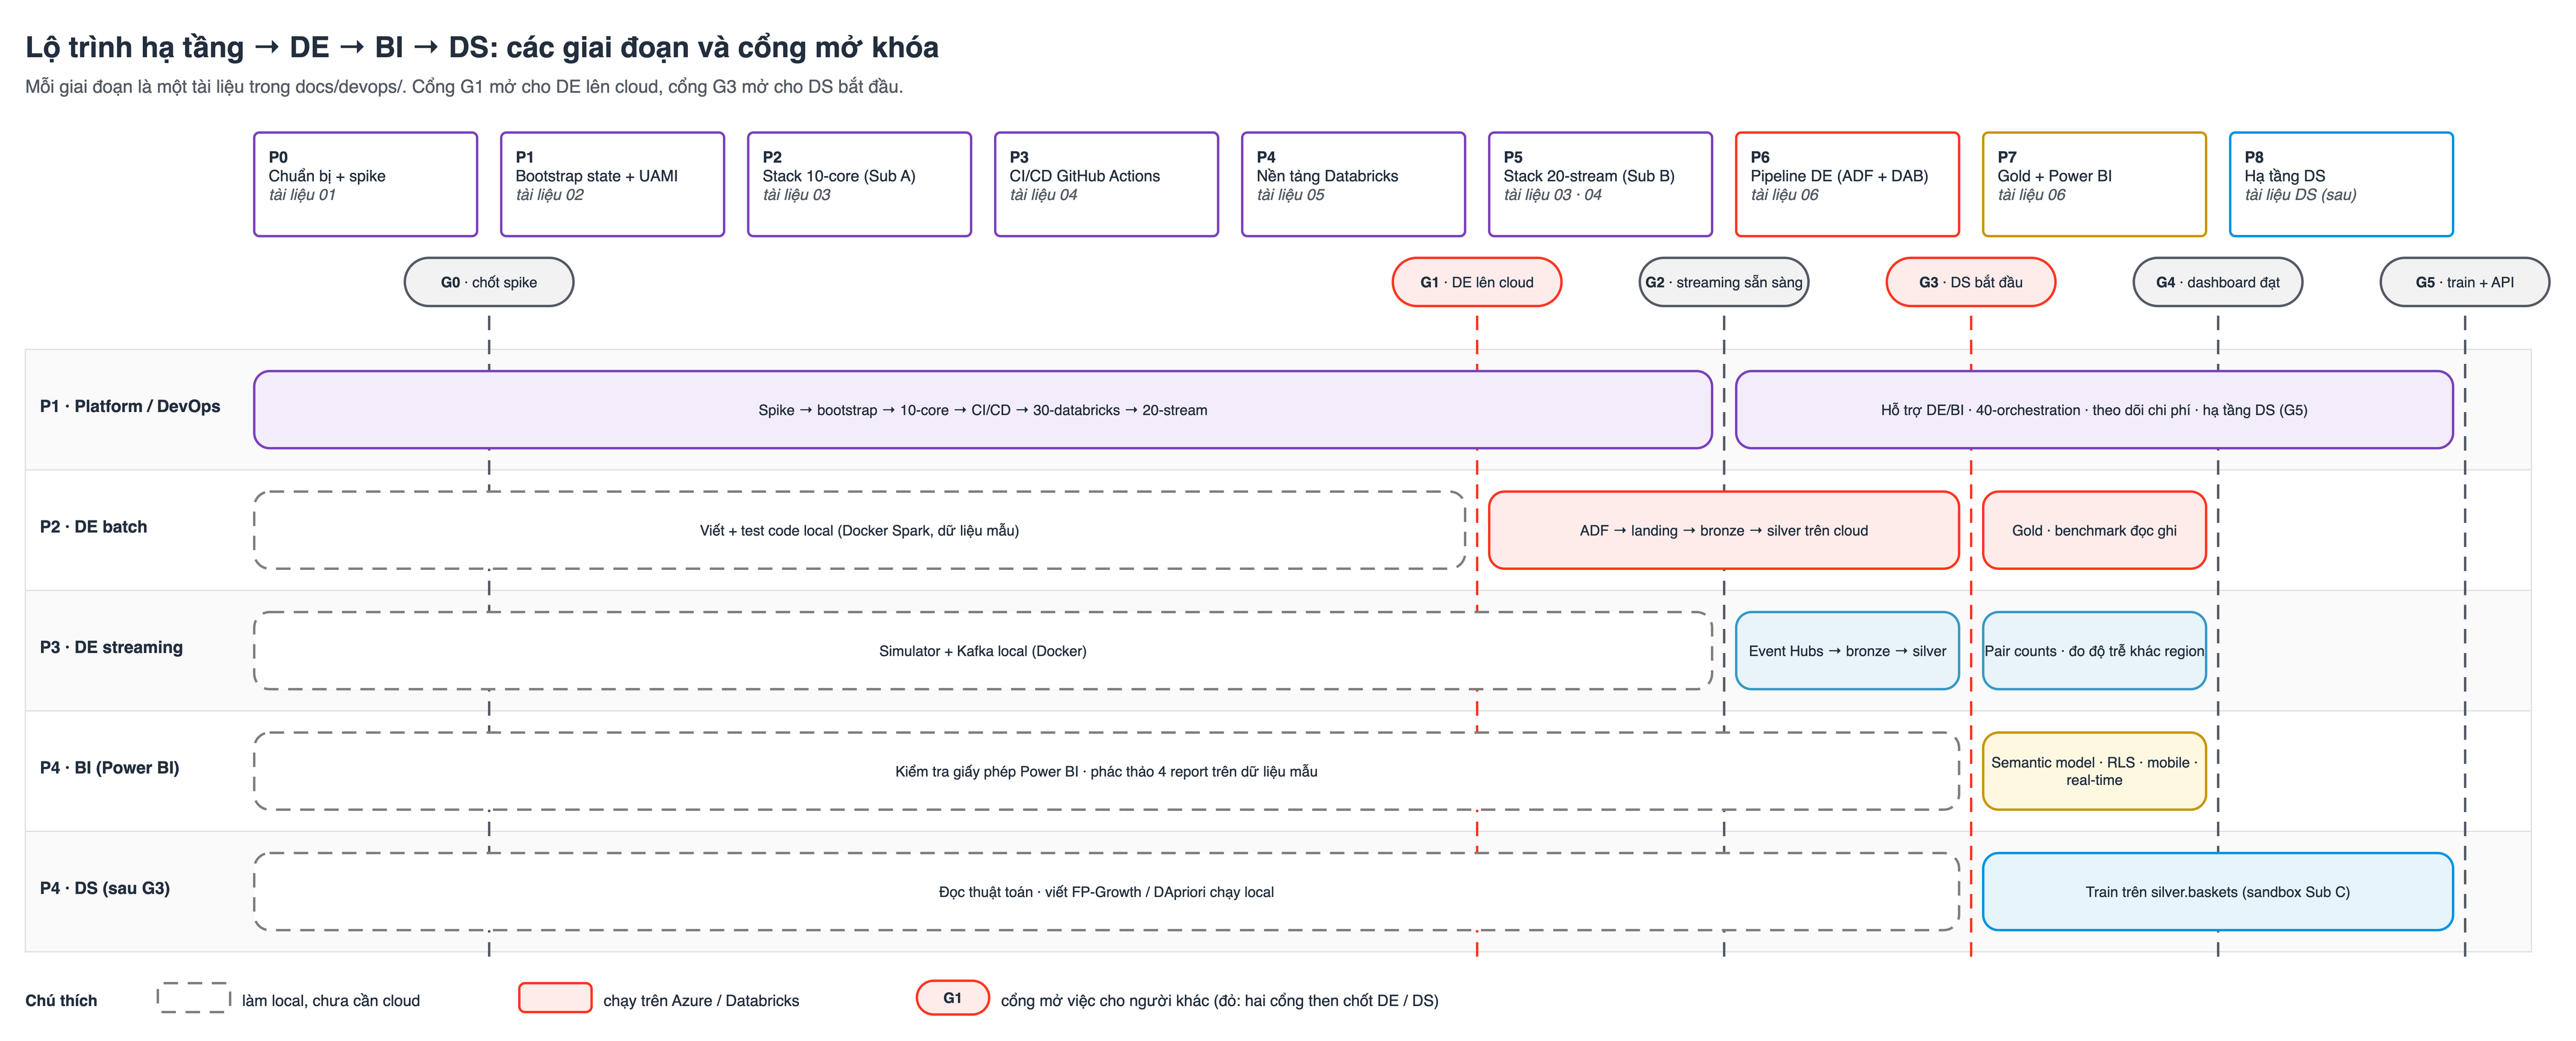 Lộ trình hạ tầng → DE → BI → DS: các giai đoạn và cổng mở khóa
Mỗi giai đoạn là một tài liệu trong docs/devops/. Cổng G1 mở cho DE lên cloud, cổng G3 mở cho DS bắt đầu.
P0
Chuẩn bị + spike
tài liệu 01
P1
Bootstrap state + UAMI
tài liệu 02
P2
Stack 10-core (Sub A)
tài liệu 03
P3
CI/CD GitHub Actions
tài liệu 04
P4
Nền tảng Databricks
tài liệu 05
P5
Stack 20-stream (Sub B)
tài liệu 03 · 04
P6
Pipeline DE (ADF + DAB)
tài liệu 06
P7
Gold + Power BI
tài liệu 06
P8
Hạ tầng DS
tài liệu DS (sau)
G0 · chốt spike
G1 · DE lên cloud
G2 · streaming sẵn sàng
G3 · DS bắt đầu
G4 · dashboard đạt
G5 · train + API
P1 · Platform / DevOps
Spike → bootstrap → 10-core → CI/CD → 30-databricks → 20-stream
Hỗ trợ DE/BI · 40-orchestration · theo dõi chi phí · hạ tầng DS (G5)
P2 · DE batch
Viết + test code local (Docker Spark, dữ liệu mẫu)
ADF → landing → bronze → silver trên cloud
Gold · benchmark đọc ghi
P3 · DE streaming
Simulator + Kafka local (Docker)
Event Hubs → bronze → silver
Pair counts · đo độ trễ khác region
P4 · BI (Power BI)
Kiểm tra giấy phép Power BI · phác thảo 4 report trên dữ liệu mẫu
Semantic model · RLS · mobile ·
real-time
P4 · DS (sau G3)
Đọc thuật toán · viết FP-Growth / DApriori chạy local
Train trên silver.baskets (sandbox Sub C)
Chú thích
làm local, chưa cần cloud
chạy trên Azure / Databricks
G1
cổng mở việc cho người khác (đỏ: hai cổng then chốt DE / DS)